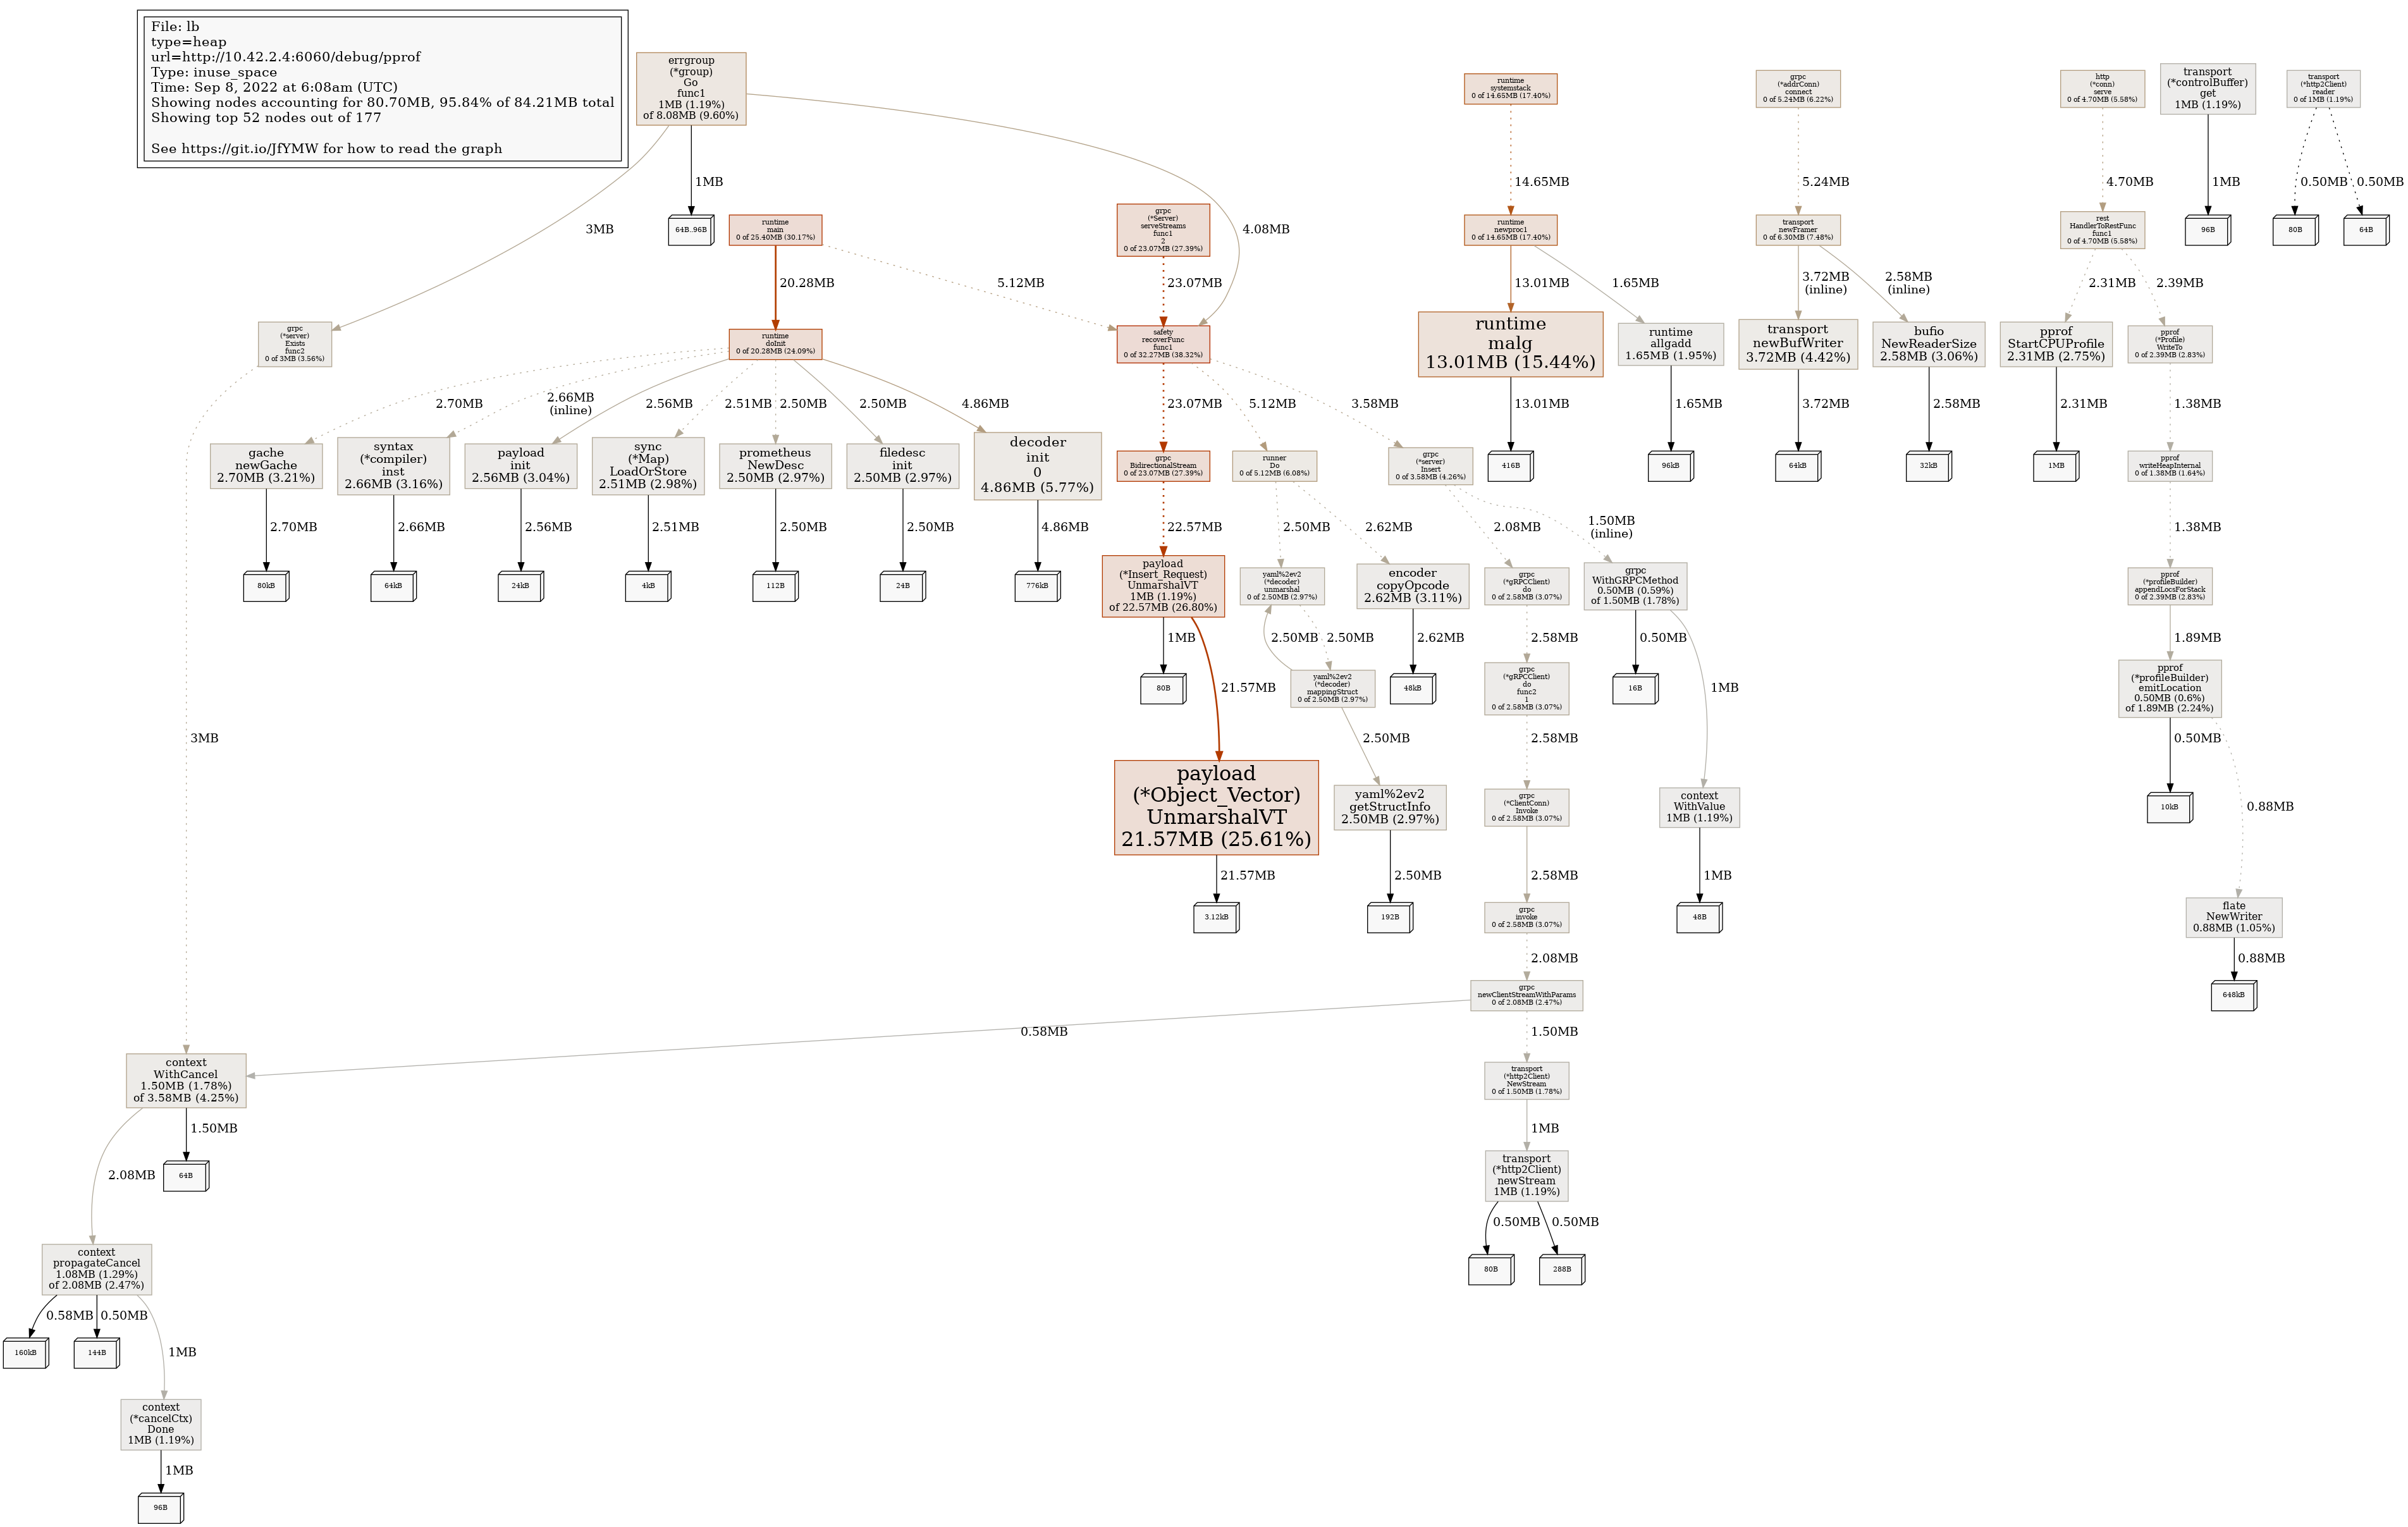 File: lb
type=heap
url=http://10.42.2.4:6060/debug/pprof
Type: inuse_space
Time: Sep 8, 2022 at 6:08am (UTC)
Showing nodes accounting for 80.70MB, 95.84% of 84.21MB total
Showing top 52 nodes out of 177
See https://git.io/JfYMW for how to read the graph
errgroup
(*group)
Go
func1
1MB (1.19%)
of 8.08MB (9.60%)
runtime
systemstack
0 of 14.65MB (17.40%)
grpc
(*addrConn)
connect
0 of 5.24MB (6.22%)
http
(*conn)
serve
0 of 4.70MB (5.58%)
transport
(*controlBuffer)
get
1MB (1.19%)
transport
(*http2Client)
reader
0 of 1MB (1.19%)
3MB
1MB
4.08MB
14.65MB
5.24MB
4.70MB
1MB
0.50MB
0.50MB
64B..96B
runtime
main
0 of 25.40MB (30.17%)
grpc
(*Server)
serveStreams
func1
2
0 of 23.07MB (27.39%)
runtime
newproc1
0 of 14.65MB (17.40%)
transport
newFramer
0 of 6.30MB (7.48%)
rest
HandlerToRestFunc
func1
0 of 4.70MB (5.58%)
96B
80B
64B
20.28MB
5.12MB
23.07MB
13.01MB
1.65MB
3.72MB
(inline)
2.58MB
(inline)
2.31MB
2.39MB
grpc
(*server)
Exists
func2
0 of 3MB (3.56%)
runtime
doInit
0 of 20.28MB (24.09%)
safety
recoverFunc
func1
0 of 32.27MB (38.32%)
runtime
malg
13.01MB (15.44%)
runtime
allgadd
1.65MB (1.95%)
transport
newBufWriter
3.72MB (4.42%)
bufio
NewReaderSize
2.58MB (3.06%)
pprof
StartCPUProfile
2.31MB (2.75%)
pprof
(*Profile)
WriteTo
0 of 2.39MB (2.83%)
2.70MB
2.66MB
(inline)
2.56MB
2.51MB
2.50MB
2.50MB
4.86MB
23.07MB
5.12MB
3.58MB
13.01MB
1.65MB
3.72MB
2.58MB
2.31MB
1.38MB
gache
newGache
2.70MB (3.21%)
syntax
(*compiler)
inst
2.66MB (3.16%)
payload
init
2.56MB (3.04%)
sync
(*Map)
LoadOrStore
2.51MB (2.98%)
prometheus
NewDesc
2.50MB (2.97%)
filedesc
init
2.50MB (2.97%)
decoder
init
0
4.86MB (5.77%)
grpc
BidirectionalStream
0 of 23.07MB (27.39%)
runner
Do
0 of 5.12MB (6.08%)
grpc
(*server)
Insert
0 of 3.58MB (4.26%)
416B
96kB
64kB
32kB
1MB
pprof
writeHeapInternal
0 of 1.38MB (1.64%)
2.70MB
2.66MB
2.56MB
2.51MB
2.50MB
2.50MB
4.86MB
22.57MB
2.50MB
2.62MB
2.08MB
1.50MB
(inline)
1.38MB
80kB
64kB
24kB
4kB
112B
24B
776kB
payload
(*Insert_Request)
UnmarshalVT
1MB (1.19%)
of 22.57MB (26.80%)
yaml%2ev2
(*decoder)
unmarshal
0 of 2.50MB (2.97%)
encoder
copyOpcode
2.62MB (3.11%)
grpc
(*gRPCClient)
do
0 of 2.58MB (3.07%)
grpc
WithGRPCMethod
0.50MB (0.59%)
of 1.50MB (1.78%)
pprof
(*profileBuilder)
appendLocsForStack
0 of 2.39MB (2.83%)
1MB
21.57MB
2.50MB
2.50MB
2.62MB
2.58MB
0.50MB
1MB
1.89MB
80B
yaml%2ev2
(*decoder)
mappingStruct
0 of 2.50MB (2.97%)
48kB
grpc
(*gRPCClient)
do
func2
1
0 of 2.58MB (3.07%)
16B
pprof
(*profileBuilder)
emitLocation
0.50MB (0.6%)
of 1.89MB (2.24%)
3MB
2.50MB
2.58MB
0.50MB
0.88MB
payload
(*Object_Vector)
UnmarshalVT
21.57MB (25.61%)
yaml%2ev2
getStructInfo
2.50MB (2.97%)
grpc
(*ClientConn)
Invoke
0 of 2.58MB (3.07%)
context
WithValue
1MB (1.19%)
10kB
21.57MB
2.50MB
2.58MB
1MB
3.12kB
192B
grpc
invoke
0 of 2.58MB (3.07%)
48B
flate
NewWriter
0.88MB (1.05%)
2.08MB
0.88MB
grpc
newClientStreamWithParams
0 of 2.08MB (2.47%)
648kB
0.58MB
1.50MB
context
WithCancel
1.50MB (1.78%)
of 3.58MB (4.25%)
transport
(*http2Client)
NewStream
0 of 1.50MB (1.78%)
2.08MB
1.50MB
1MB
64B
transport
(*http2Client)
newStream
1MB (1.19%)
0.50MB
0.50MB
context
propagateCancel
1.08MB (1.29%)
of 2.08MB (2.47%)
80B
288B
0.58MB
0.50MB
1MB
160kB
144B
context
(*cancelCtx)
Done
1MB (1.19%)
1MB
96B